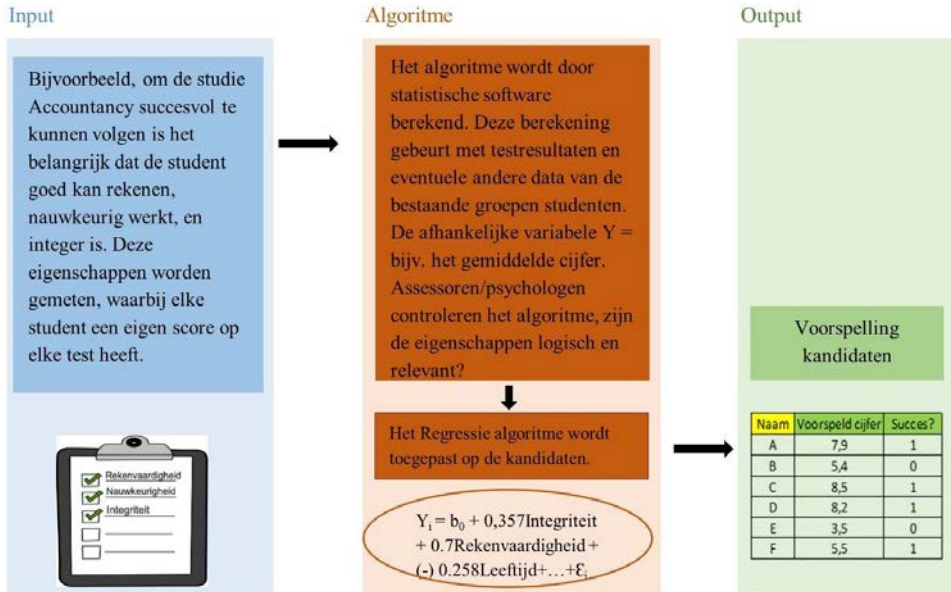 Input
Bijvoorbeeld, om de studie
Accountancy succesvol te
kunnen volgen is het
belangrijk dat de student
goed kan rekenen,
nauwkeurig werkt, en
integer is. Deze
eigenschappen worden
gemeten, waarbij elke
student een eigen score op
elke test heeft.
Rekenvaardigheid
Nauwkeurigheid
Integriteit
Algoritme
Het algoritme wordt door
statistische software
berekend. Deze berekening
gebeurt met testresultaten en
eventuele andere data van de
bestaande groepen studenten.
De afhankelijke variabele Y =
bijv. het gemiddelde cijfer.
Assessoren/psychologen
controleren het algoritme, zijn
de eigenschappen logisch en
relevant?
Het Regressie algoritme wordt
toegepast op de kandidaten.
Yᵢ = b₀ + 0,357Integriteit
+ 0.7Rekenvaardigheid +
(-) 0.258Leeftijd+…+Ɛᵢ
Output
Voorspelling
kandidaten
Naam Voorspeld cijfer Succes?
A 7,9 1
B 5,4 0
C 8,5 1
D 8,2 1
E 3,5 0
F 5,5 1